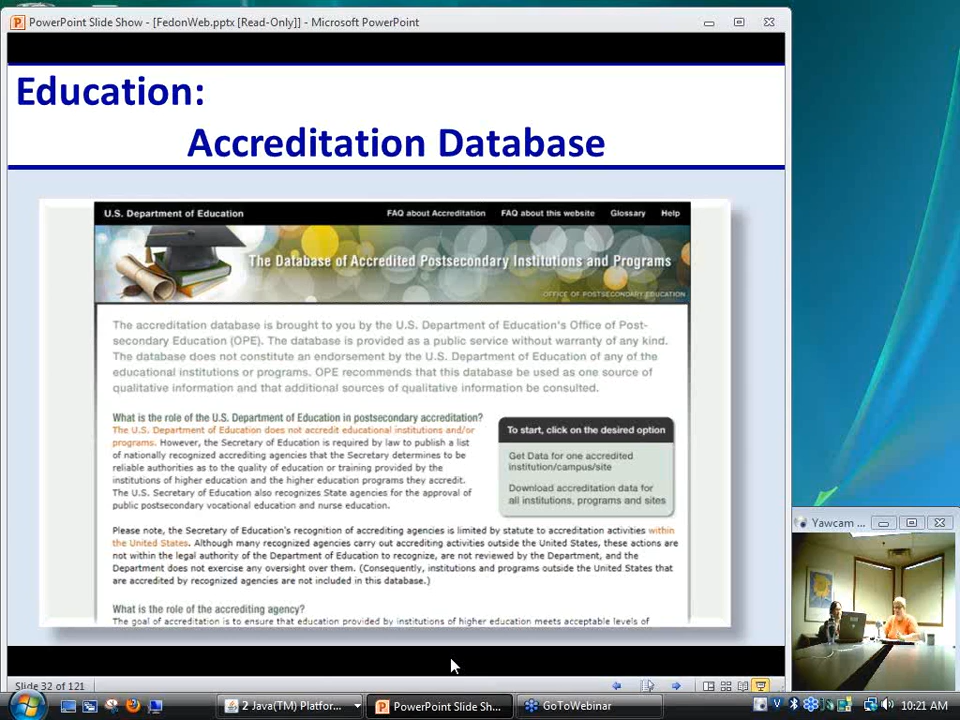 PowerPoint Slide Show - [FedonWeb.pptx [Read-Only]] - Microsoft PowerPoint
Education:
Accreditation Database
U.S. Department of Education
FAQ about Accreditation
FAQ about this website
Glossary
Help
The Database of Accredited Postsecondary Institutions and Programs
OFFICE OF POSTSECONDARY EDUCATION
The accreditation database is brought to you by the U.S. Department of Education's Office of Post-
secondary Education (OPE). The database is provided as a public service without warranty of any kind.
The database does not constitute an endorsement by the U.S. Department of Education of any of the
educational institutions or programs. OPE recommends that this database be used as one source of
qualitative information and that additional sources of qualitative information be consulted.
What is the role of the U.S. Department of Education in postsecondary accreditation?
The U.S. Department of Education does not accredit educational institutions and/or
programs. However, the Secretary of Education is required by law to publish a list
of nationally recognized accrediting agencies that the Secretary determines to be
reliable authorities as to the quality of education or training provided by the
institutions of higher education and the higher education programs they accredit.
The U.S. Secretary of Education also recognizes State agencies for the approval of
public postsecondary vocational education and nurse education.
To start, click on the desired option
Get Data for one accredited
institution/campus/site
Download accreditation data for
all institutions, programs and sites
Please note, the Secretary of Education's recognition of accrediting agencies is limited by statute to accreditation activities within
the United States. Although many recognized agencies carry out accrediting activities outside the United States, these actions are
not within the legal authority of the Department of Education to recognize, are not reviewed by the Department, and the
Department does not exercise any oversight over them. (Consequently, institutions and programs outside the United States that
are accredited by recognized agencies are not included in this database.)
What is the role of the accrediting agency?
The goal of accreditation is to ensure that education provided by institutions of higher education meets acceptable levels of
Yawcam ...
Slide 32 of 121
2 Java(TM) Platfor...
PowerPoint Slide Sh...
GoToWebinar
10:21 AM